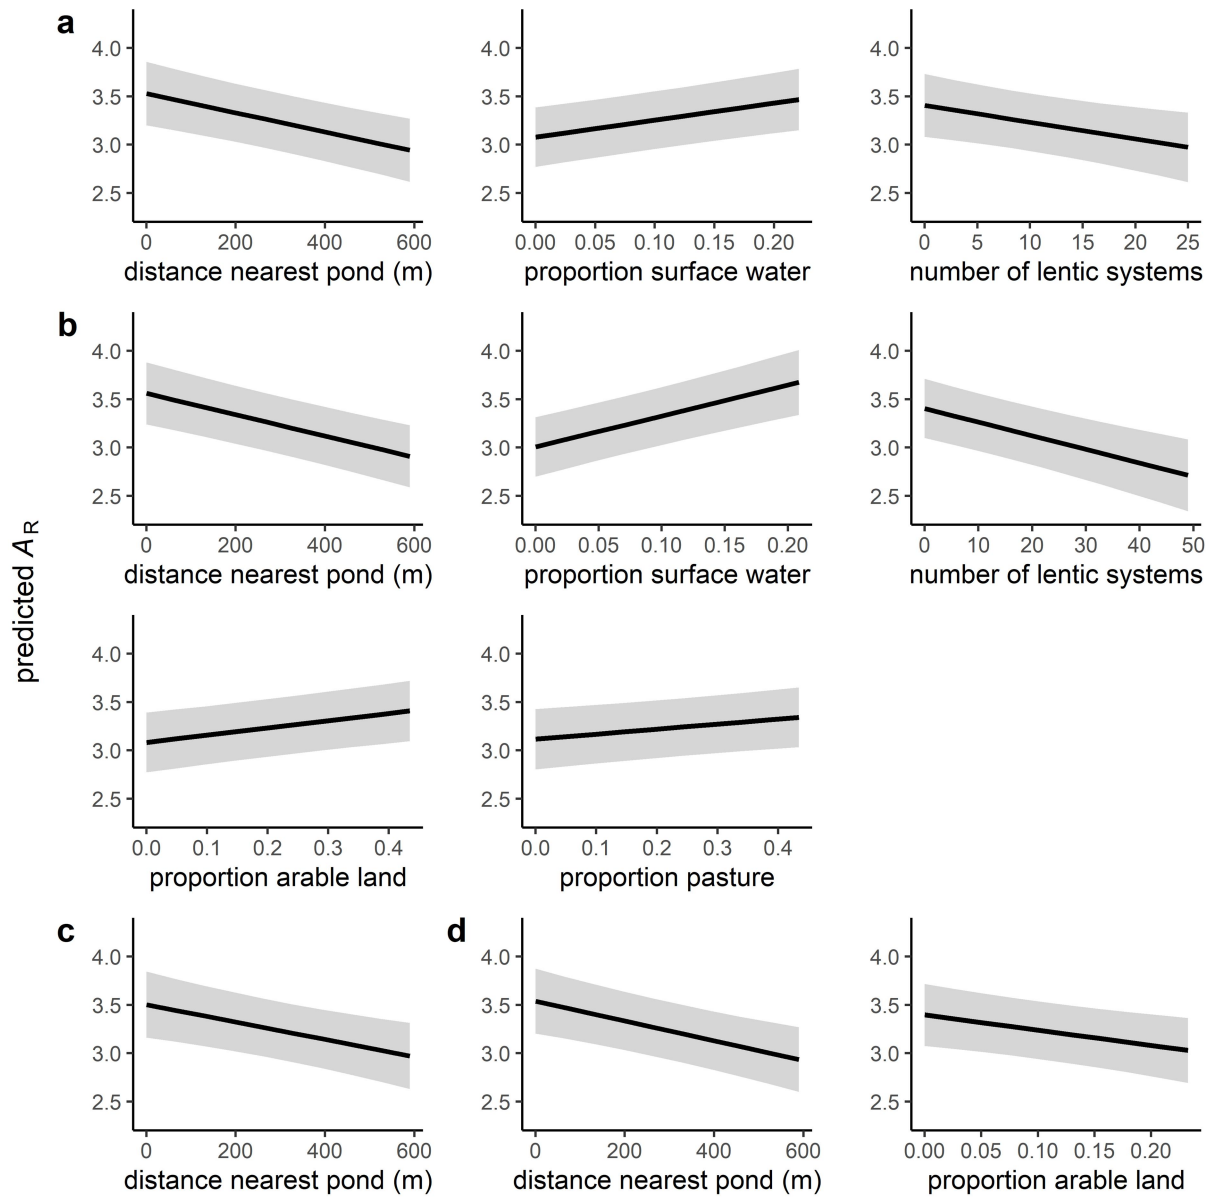 a
4.0
3.5
3.0
2.5
0 200 400 600
distance nearest pond (m)
4.0
3.5
3.0
2.5
0.00 0.05 0.10 0.15 0.20
proportion surface water
4.0
3.5
3.0
2.5
0 5 10 15 20 25
number of lentic systems
b
4.0
3.5
3.0
2.5
0 200 400 600
distance nearest pond (m)
4.0
3.5
3.0
2.5
0.00 0.05 0.10 0.15 0.20
proportion surface water
4.0
3.5
3.0
2.5
0 10 20 30 40 50
number of lentic systems
predicted AR
4.0
3.5
3.0
2.5
0.0 0.1 0.2 0.3 0.4
proportion arable land
4.0
3.5
3.0
2.5
0.0 0.1 0.2 0.3 0.4
proportion pasture
c
4.0
3.5
3.0
2.5
0 200 400 600
distance nearest pond (m)
d
4.0
3.5
3.0
2.5
0 200 400 600
distance nearest pond (m)
4.0
3.5
3.0
2.5
0.00 0.05 0.10 0.15 0.20
proportion arable land